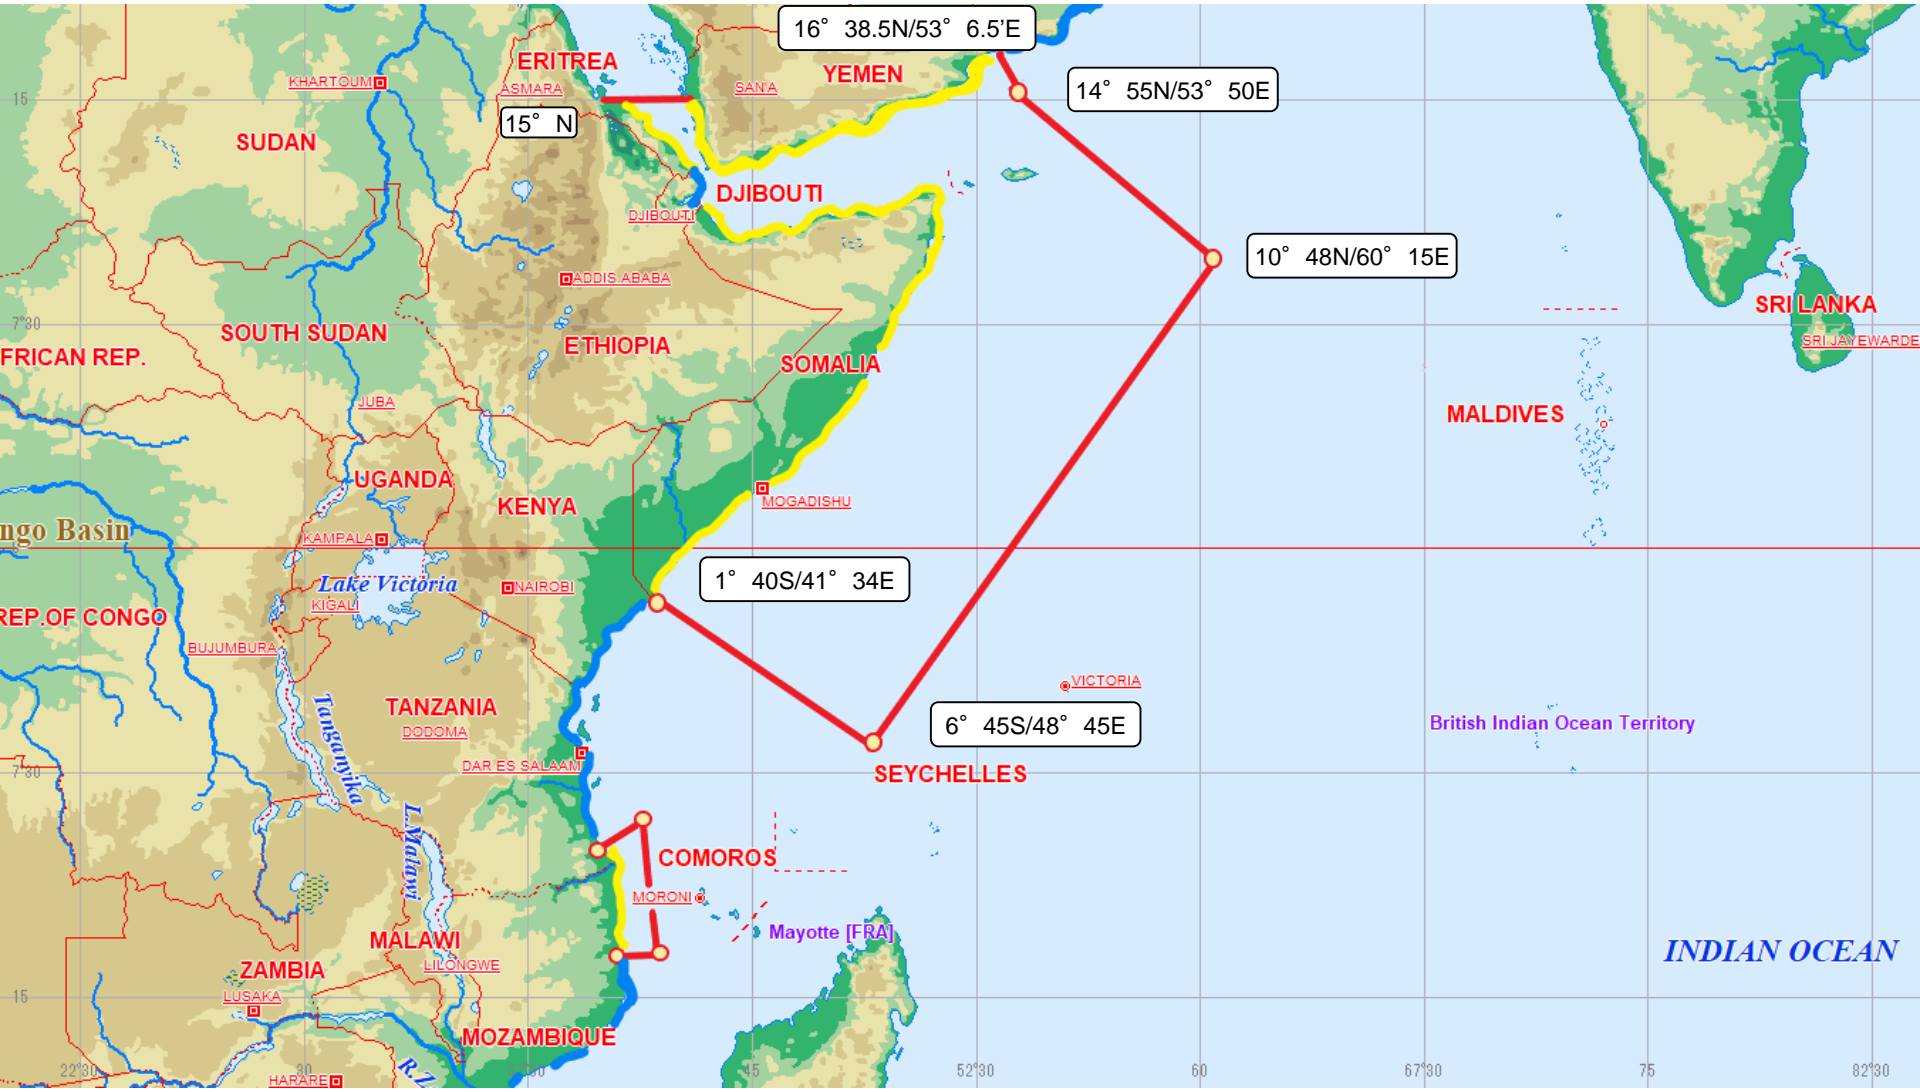 16° 38.5N/53° 6.5'E
ERITREA
YEMEN
KHARTOUM
ASMARA
SAN'A
14° 55N/53° 50E
15
15° N
SUDAN
DJIBOUTI
DJIBOUTI
10° 48N/60° 15E
ADDIS ABABA
SRI LANKA
7°30
SOUTH SUDAN
ETHIOPIA
SRI JAYEWARDE
FRICAN REP.
SOMALIA
JUBA
MALDIVES
UGANDA
KENYA
MOGADISHU
ngo Basin
KAMPALA
1° 40S/41° 34E
Lake Victoria
NAIROBI
KIGALI
REP.OF CONGO
BUJUMBURA
VICTORIA
TANZANIA
Tanganyika
6° 45S/48° 45E
British Indian Ocean Territory
DODOMA
DAR ES SALAAM
7°30
SEYCHELLES
L.Malawi
COMOROS
MORONI
Mayotte [FRA]
MALAWI
INDIAN OCEAN
LILONGWE
ZAMBIA
LUSAKA
15
MOZAMBIQUE
22°30
30
45
52°30
60
67°30
75
82°30
HARARE
R.Z